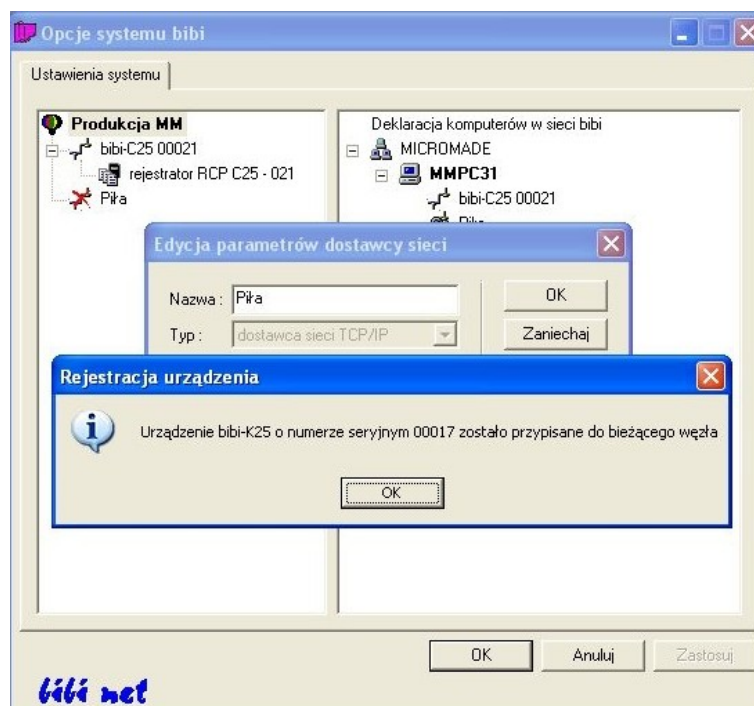 Opcje systemu bibi
Ustawienia systemu
Produkcja MM
bibi-C25 00021
rejestrator RCP C25 - 021
Piła
Deklaracja komputerów w sieci bibi
MICROMADE
MMPC31
bibi-C25 00021
Piła
Edycja parametrów dostawcy sieci
Nazwa : Piła
OK
Typ : dostawca sieci TCP/IP
Zaniechaj
Rejestracja urządzenia
Urządzenie bibi-K25 o numerze seryjnym 00017 zostało przypisane do bieżącego węzła
OK
OK Anuluj Zastosuj
bibi net